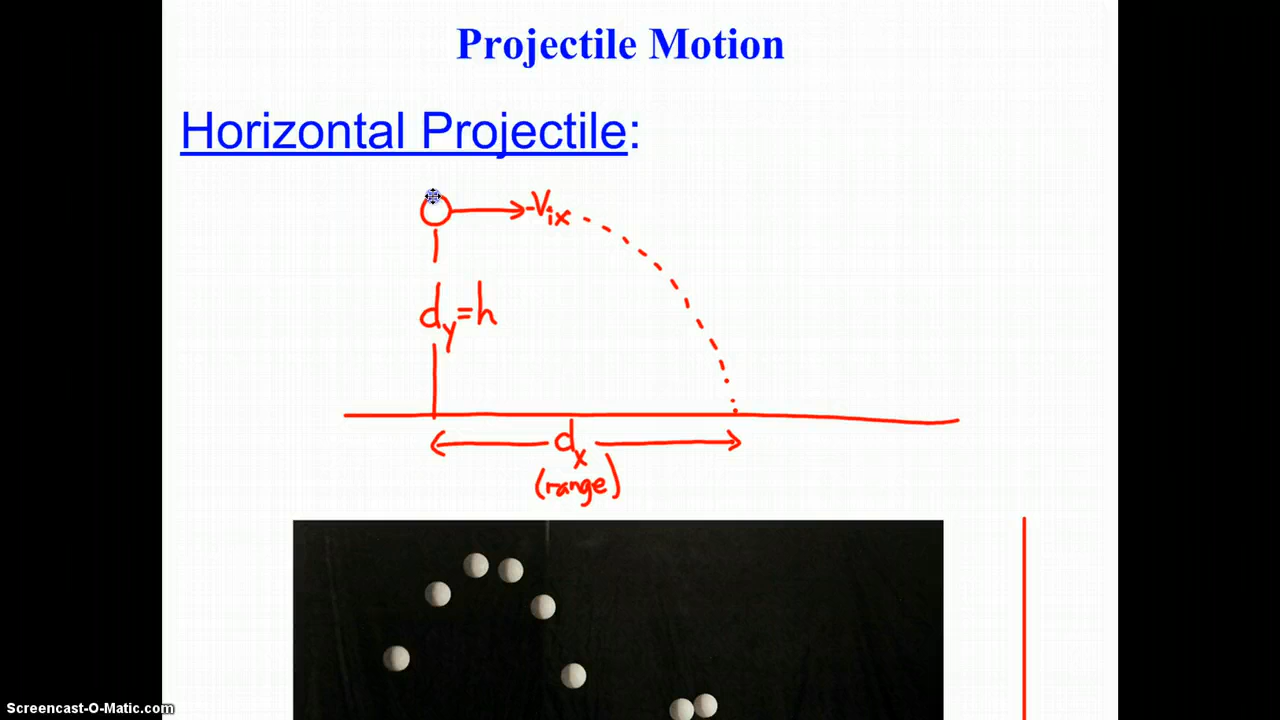 Projectile Motion
Horizontal Projectile:
Vix
dy=h
dx
(range)
Screencast-O-Matic.com